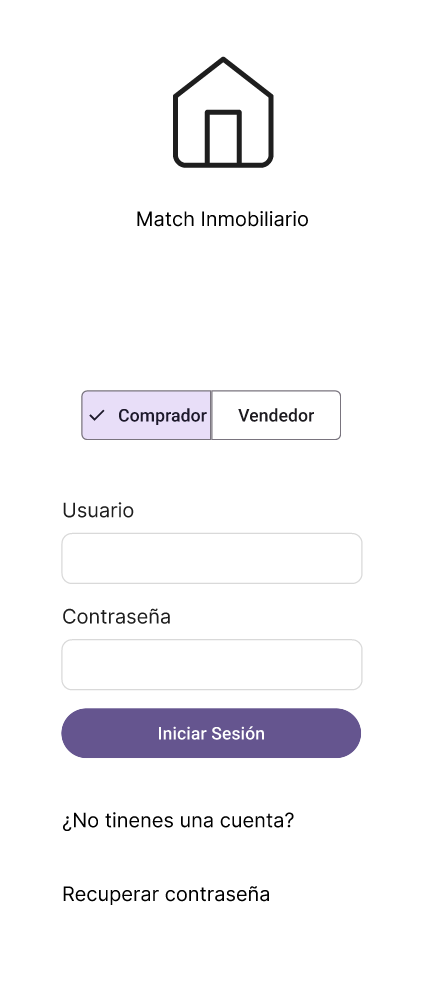 Match Inmobiliario
Comprador Vendedor
Usuario
Contraseña
Iniciar Sesión
¿No tinenes una cuenta?
Recuperar contraseña